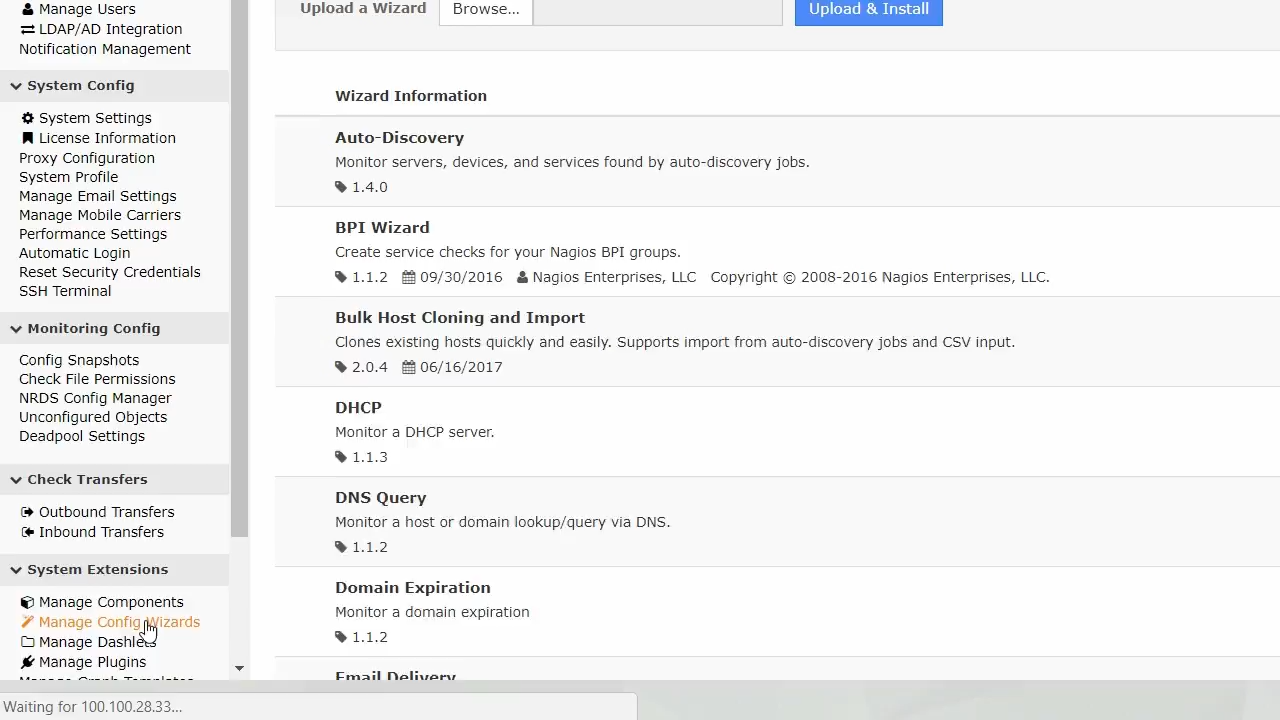 Manage Users
LDAP/AD Integration
Notification Management
System Config
System Settings
License Information
Proxy Configuration
System Profile
Manage Email Settings
Manage Mobile Carriers
Performance Settings
Automatic Login
Reset Security Credentials
SSH Terminal
Monitoring Config
Config Snapshots
Check File Permissions
NRDS Config Manager
Unconfigured Objects
Deadpool Settings
Check Transfers
Outbound Transfers
Inbound Transfers
System Extensions
Manage Components
Manage Config Wizards
Manage Dashlets
Manage Plugins
Manage Graph Templates
Upload a Wizard Browse... Upload & Install
Wizard Information
Auto-Discovery
Monitor servers, devices, and services found by auto-discovery jobs.
1.4.0
BPI Wizard
Create service checks for your Nagios BPI groups.
1.1.2 09/30/2016 Nagios Enterprises, LLC Copyright © 2008-2016 Nagios Enterprises, LLC.
Bulk Host Cloning and Import
Clones existing hosts quickly and easily. Supports import from auto-discovery jobs and CSV input.
2.0.4 06/16/2017
DHCP
Monitor a DHCP server.
1.1.3
DNS Query
Monitor a host or domain lookup/query via DNS.
1.1.2
Domain Expiration
Monitor a domain expiration
1.1.2
Email Delivery
Waiting for 100.100.28.33...